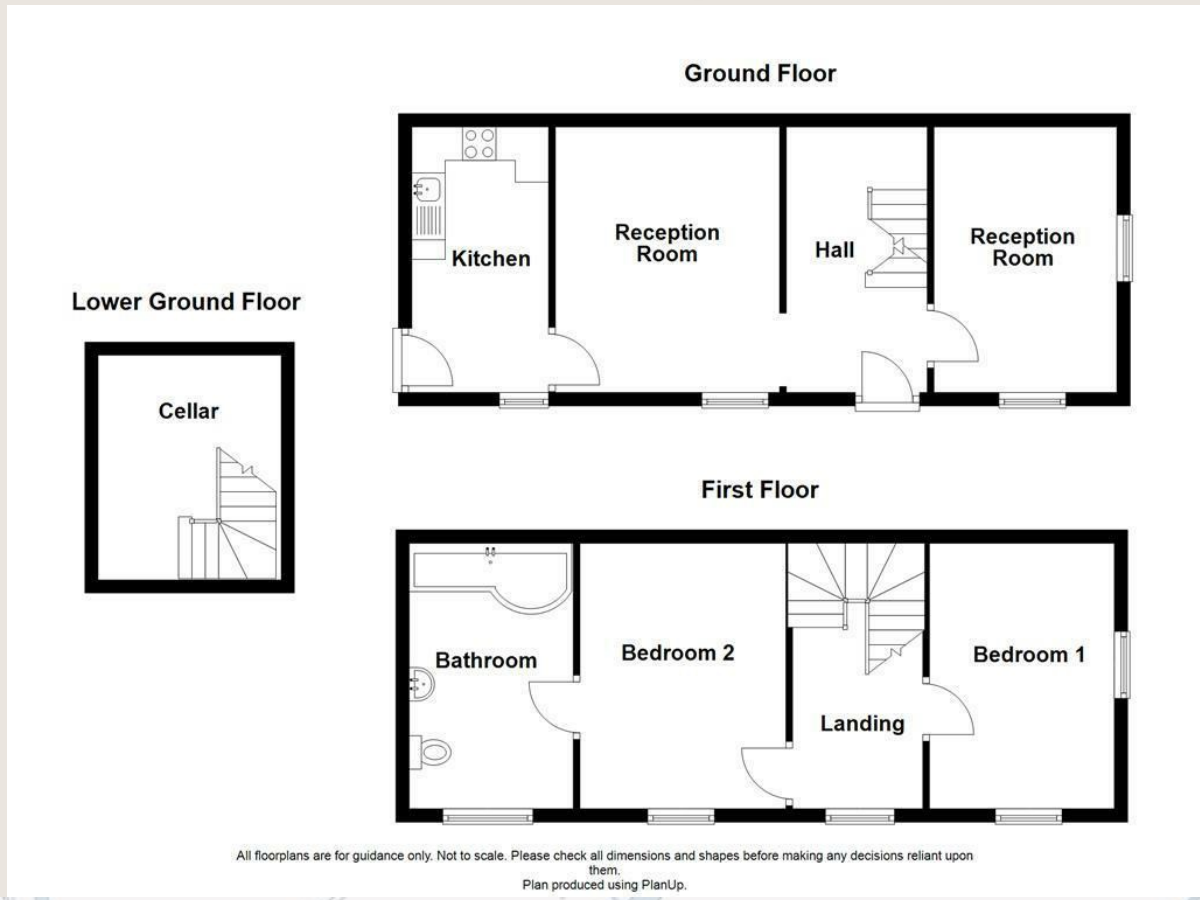 Ground Floor
Kitchen
Reception
Room
Hall
Reception
Room
Lower Ground Floor
Cellar
First Floor
Bathroom
Bedroom 2
Landing
Bedroom 1
All floorplans are for guidance only. Not to scale. Please check all dimensions and shapes before making any decisions reliant upon
them.
Plan produced using PlanUp.